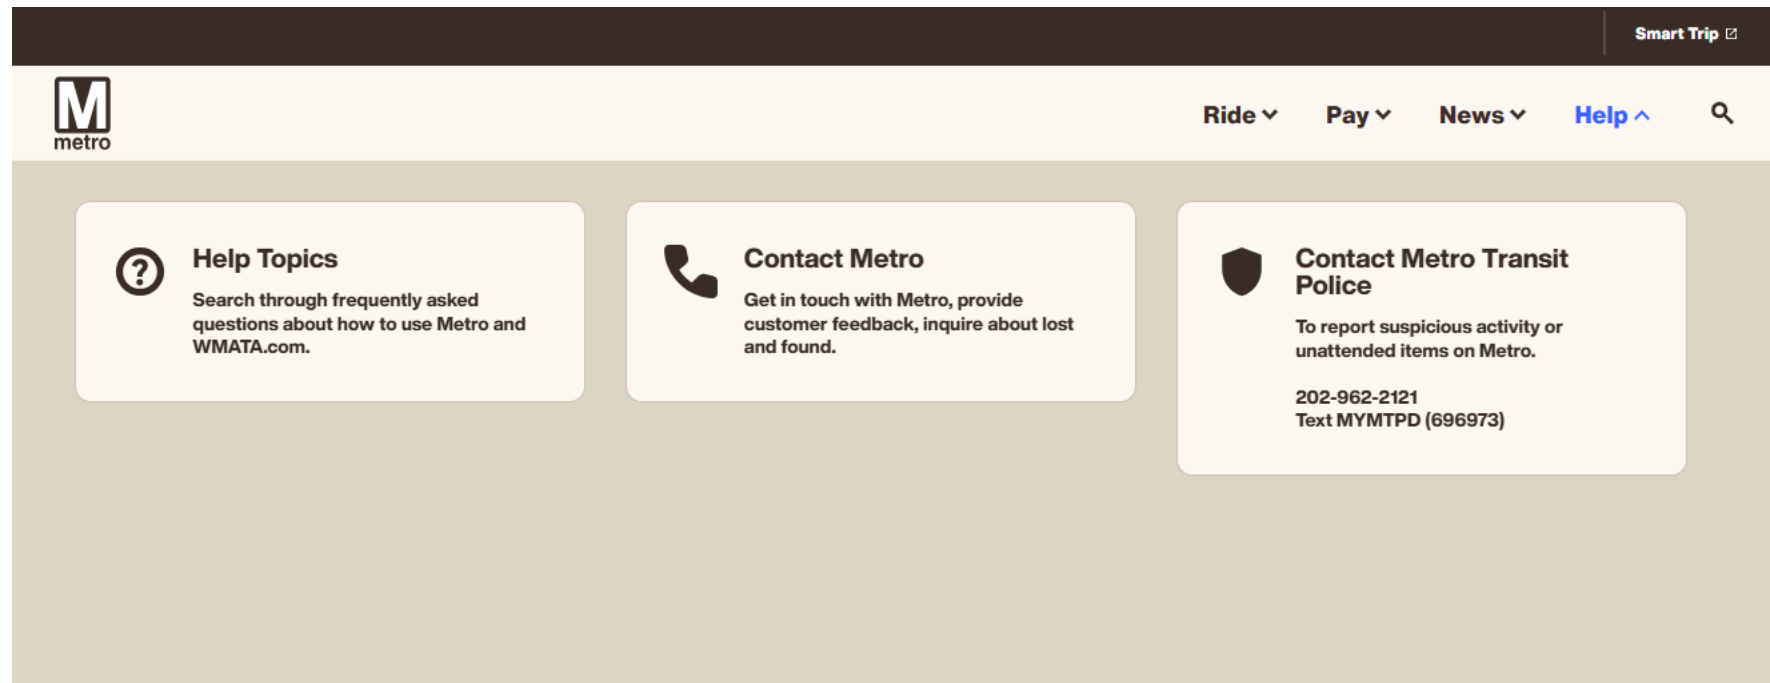 Smart Trip
M
metro
Ride
Pay
News
Help
Help Topics
Search through frequently asked
questions about how to use Metro and
WMATA.com.
Contact Metro
Get in touch with Metro, provide
customer feedback, inquire about lost
and found.
Contact Metro Transit
Police
To report suspicious activity or
unattended items on Metro.
202-962-2121
Text MYMTPD (696973)